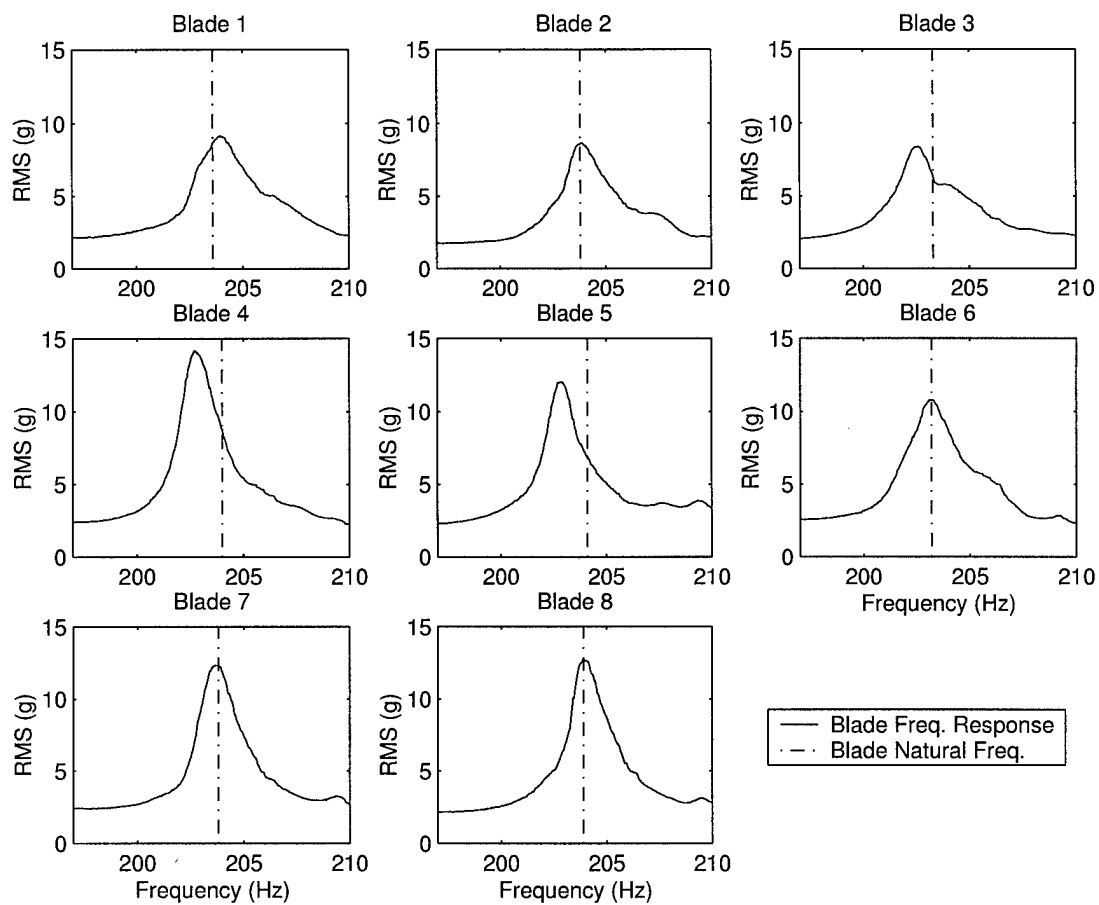 Blade 1
Blade 2
Blade 3
RMS (g)
15
10
5
0
200
205
210
RMS (g)
15
10
5
0
200
205
210
RMS (g)
15
10
5
0
200
205
210
Blade 4
Blade 5
Blade 6
RMS (g)
15
10
5
0
200
205
210
RMS (g)
15
10
5
0
200
205
210
RMS (g)
15
10
5
0
200
205
210
Frequency (Hz)
Blade 7
Blade 8
RMS (g)
15
10
5
0
200
205
210
Frequency (Hz)
RMS (g)
15
10
5
0
200
205
210
Frequency (Hz)
Blade Freq. Response
Blade Natural Freq.